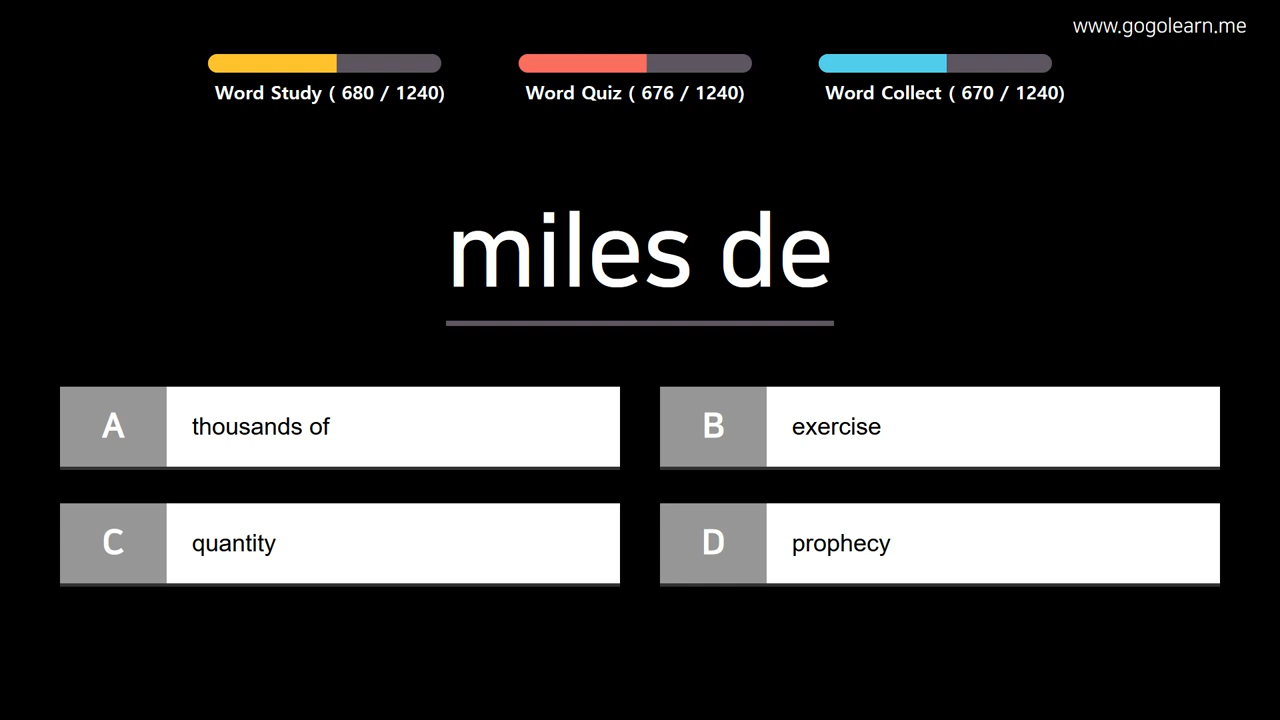 www.gogolearn.me
Word Study ( 680 / 1240)
Word Quiz ( 676 / 1240)
Word Collect ( 670 / 1240)
miles de
A thousands of
B exercise
C quantity
D prophecy